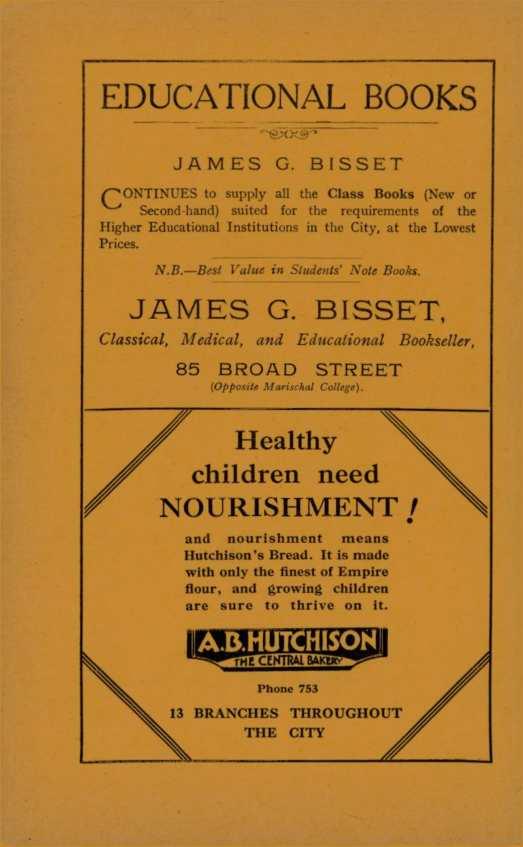 EDUCATIONAL BOOKS
JAMES G. BISSET
CONTINUES to supply all the Class Books (New or
Second-hand) suited for the requirements of the
Higher Educational Institutions in the City, at the Lowest
Prices.
N.B.—Best Value in Students' Note Books.
JAMES G. BISSET,
Classical, Medical, and Educational Bookseller,
85 BROAD STREET
(Opposite Marischal College).
Healthy
children need
NOURISHMENT!
and nourishment means
Hutchison's Bread. It is made
with only the finest of Empire
flour, and growing children
are sure to thrive on it.
A.B. HUTCHISON
THE CENTRAL BAKERY
Phone 753
13 BRANCHES THROUGHOUT
THE CITY